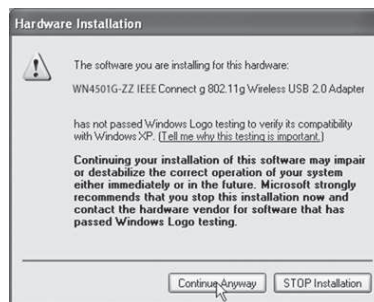 Hardware Installation
The software you are installing for this hardware:
WN4501G-ZZ IEEE Connect g 802.11g Wireless USB 2.0 Adapter
has not passed Windows Logo testing to verify its compatibility
with Windows XP. (Tell me why this testing is important.)
Continuing your installation of this software may impair
or destabilize the correct operation of your system
either immediately or in the future. Microsoft strongly
recommends that you stop this installation now and
contact the hardware vendor for software that has
passed Windows Logo testing.
Continue Anyway
STOP Installation